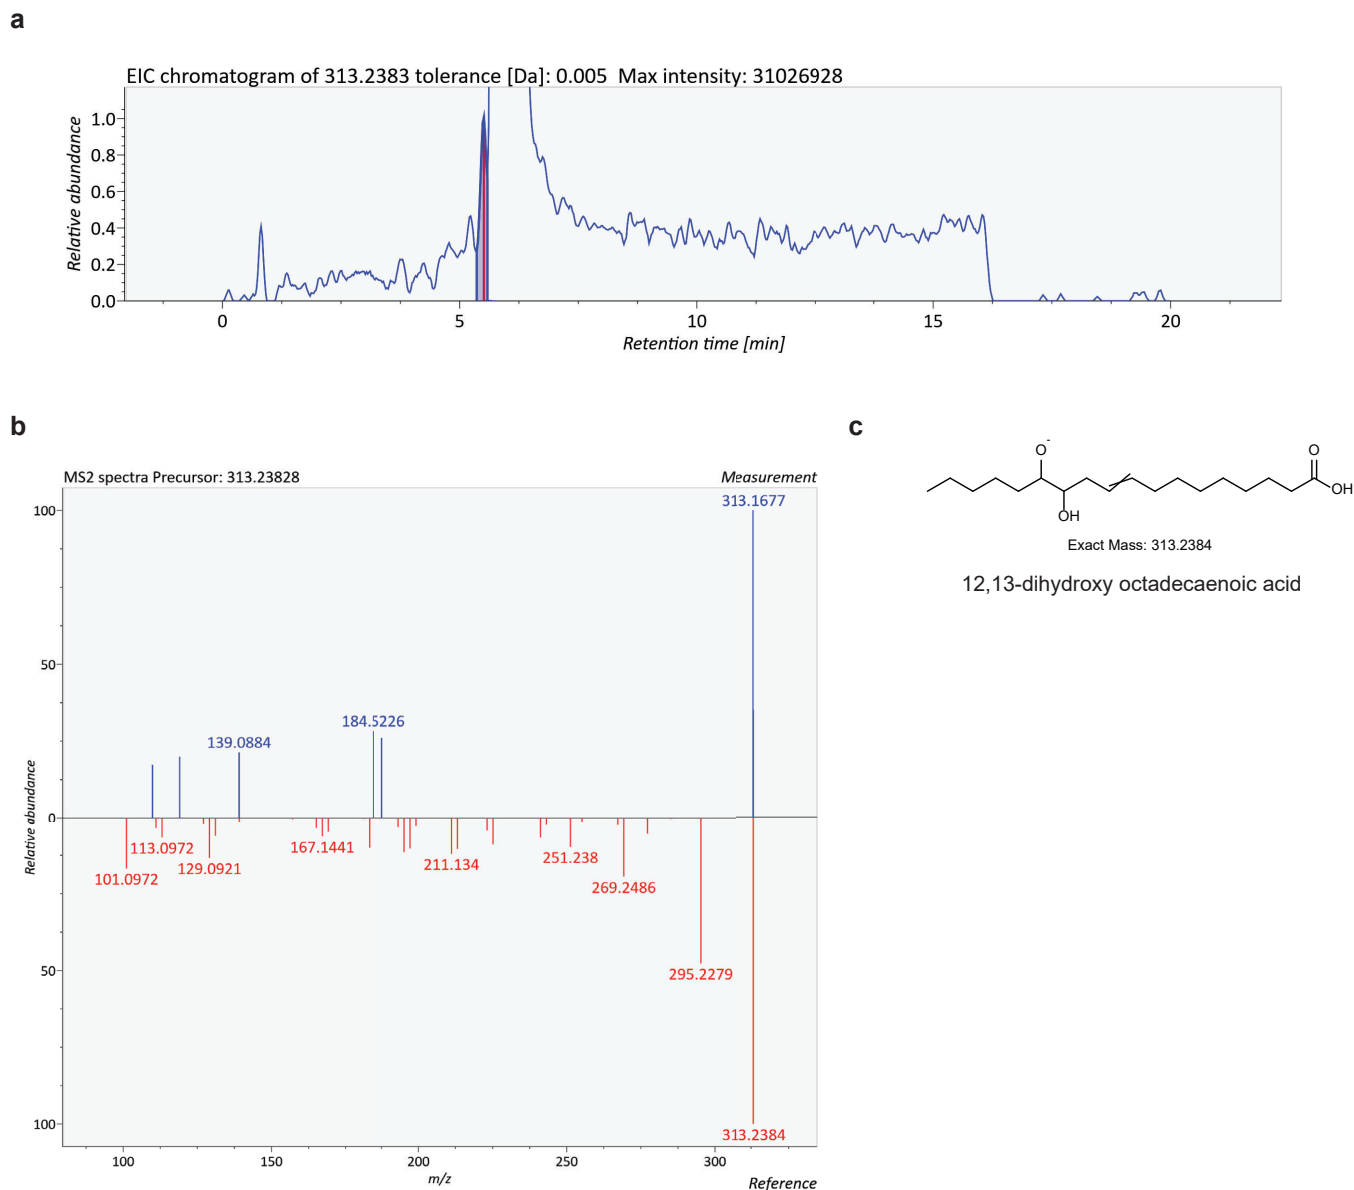 a
EIC chromatogram of 313.2383 tolerance [Da]: 0.005 Max intensity: 31026928
Relative abundance
1.0
0.8
0.6
0.4
0.2
0.0
0 5 10 15 20
Retention time [min]
b
MS2 spectra Precursor: 313.23828
Measurement
313.1677
184.5226
139.0884
Relative abundance
100
50
0
50
100
113.0972
101.0972
129.0921
167.1441
211.134
251.238
269.2486
295.2279
313.2384
100 150 200 250 300
m/z
Reference
c
O-
O
OH
OH
Exact Mass: 313.2384
12,13-dihydroxy octadecaenoic acid